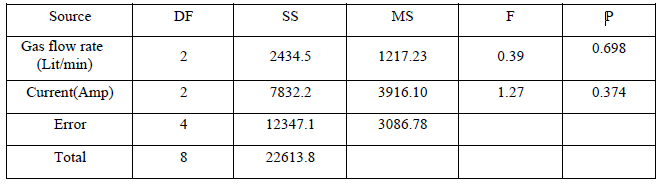 Source DF SS MS F P
Gas flow rate (Lit/min) 2 2434.5 1217.23 0.39 0.698
Current(Amp) 2 7832.2 3916.10 1.27 0.374
Error 4 12347.1 3086.78
Total 8 22613.8